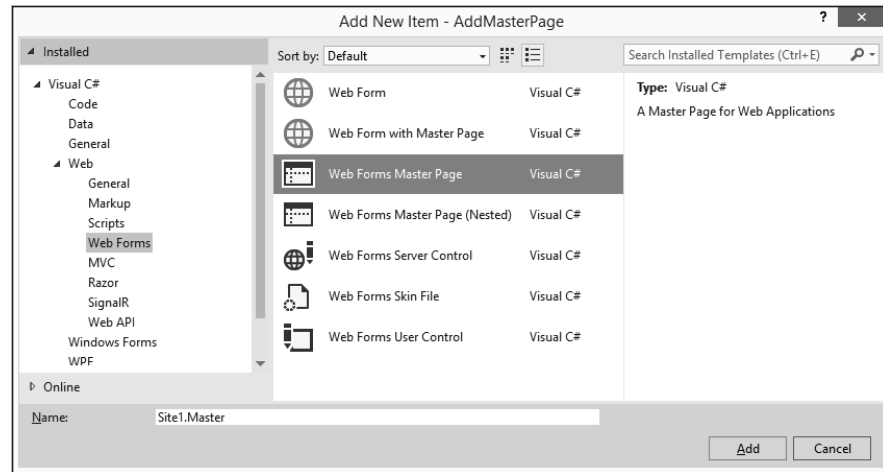 Add New Item - AddMasterPage
? ×
Installed
Sort by: Default
Search Installed Templates (Ctrl+E)
Visual C#
Code
Data
General
Web
General
Markup
Scripts
Web Forms
MVC
Razor
SignalR
Web API
Windows Forms
WPF
Online
Web Form Visual C#
Web Form with Master Page Visual C#
Web Forms Master Page Visual C#
Web Forms Master Page (Nested) Visual C#
Web Forms Server Control Visual C#
Web Forms Skin File Visual C#
Web Forms User Control Visual C#
Type: Visual C#
A Master Page for Web Applications
Name: Site1.Master
Add Cancel